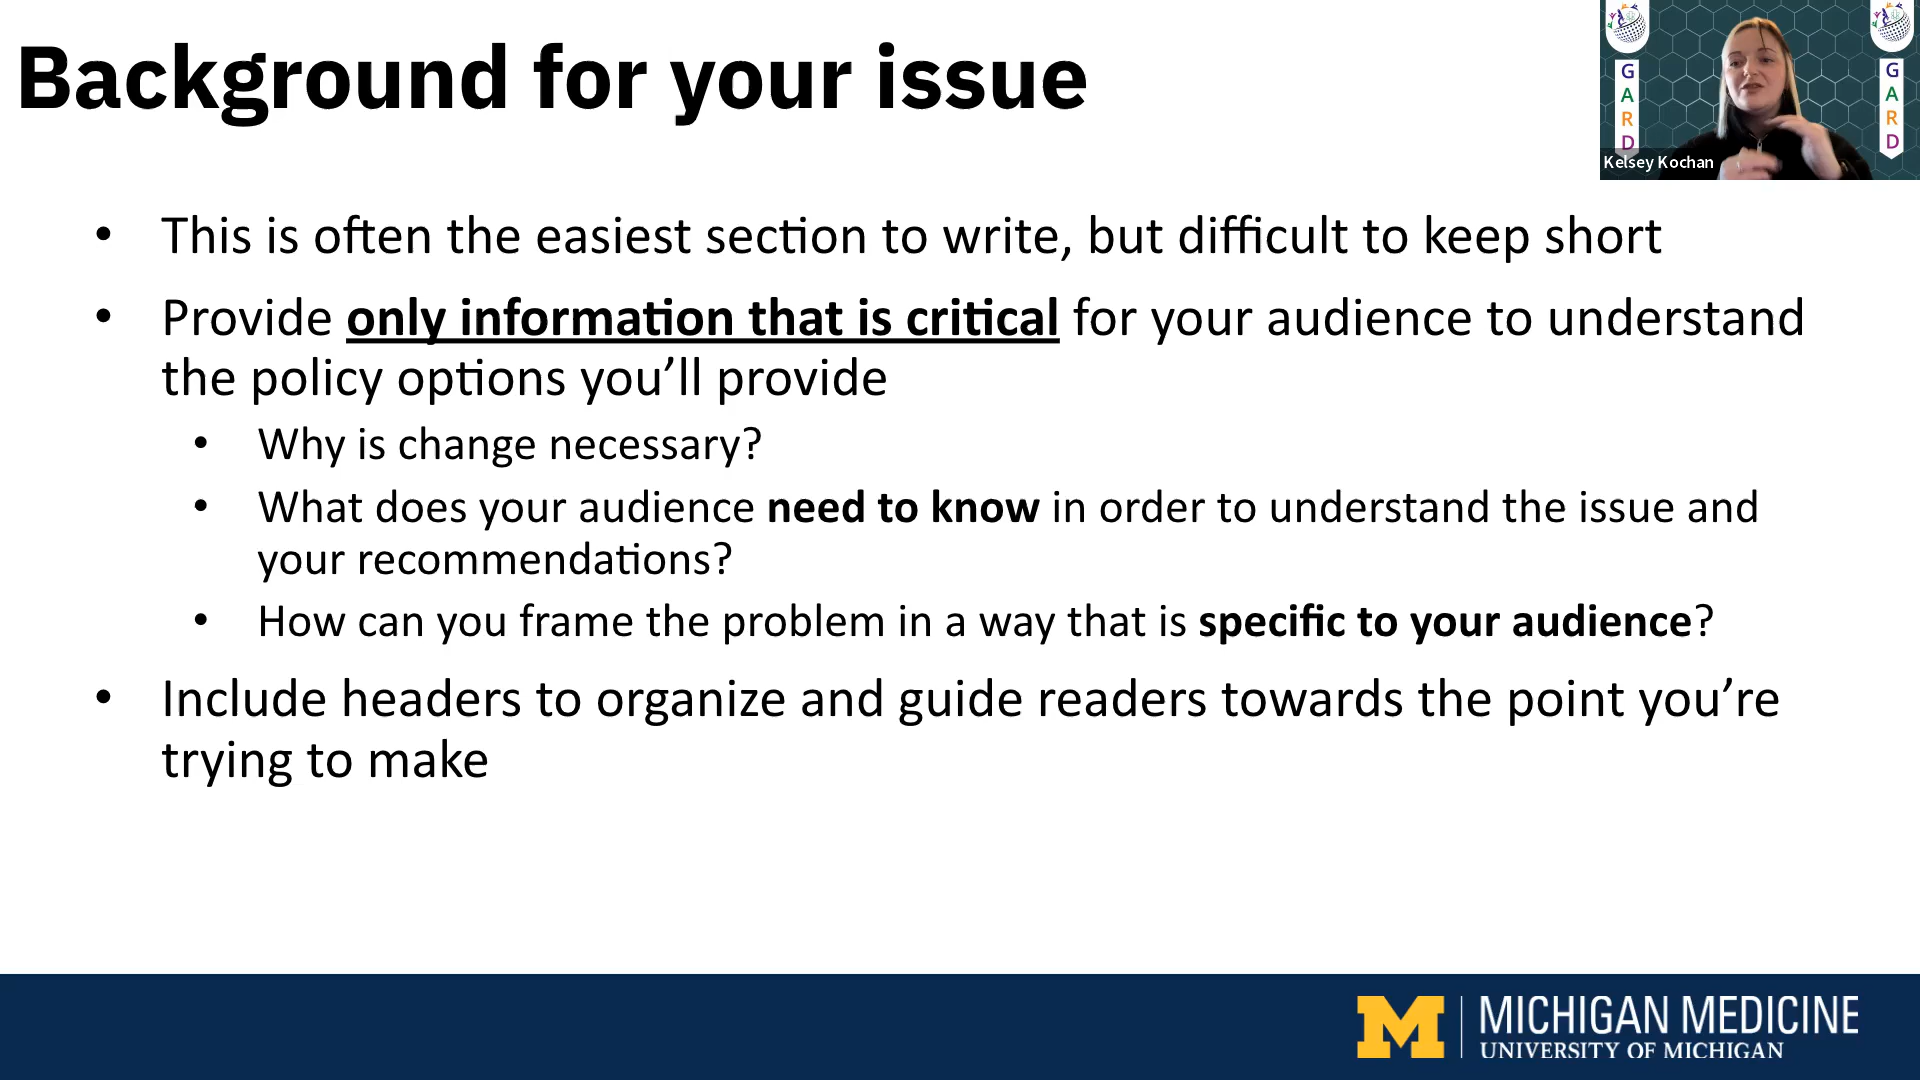 Background for your issue
G
A
R
D
G
A
R
D
Kelsey Kochan
• This is often the easiest section to write, but difficult to keep short
• Provide only information that is critical for your audience to understand
the policy options you’ll provide
• Why is change necessary?
• What does your audience need to know in order to understand the issue and
your recommendations?
• How can you frame the problem in a way that is specific to your audience?
• Include headers to organize and guide readers towards the point you’re
trying to make
M
MICHIGAN MEDICINE
UNIVERSITY OF MICHIGAN